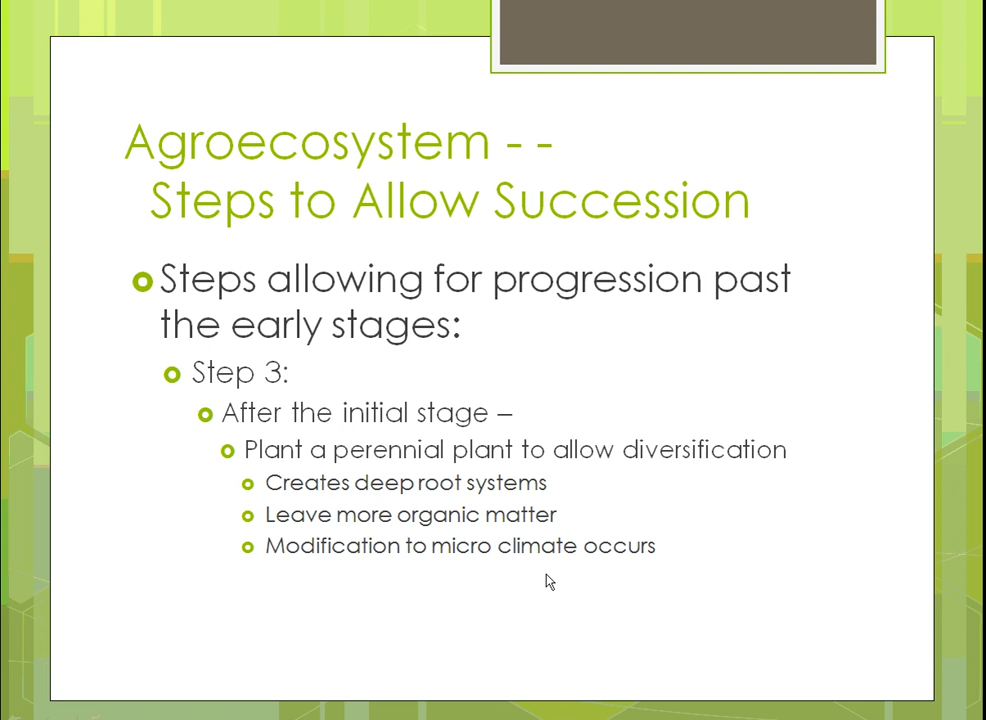 Agroecosystem - -
Steps to Allow Succession
Steps allowing for progression past
the early stages:
Step 3:
After the initial stage –
Plant a perennial plant to allow diversification
Creates deep root systems
Leave more organic matter
Modification to micro climate occurs